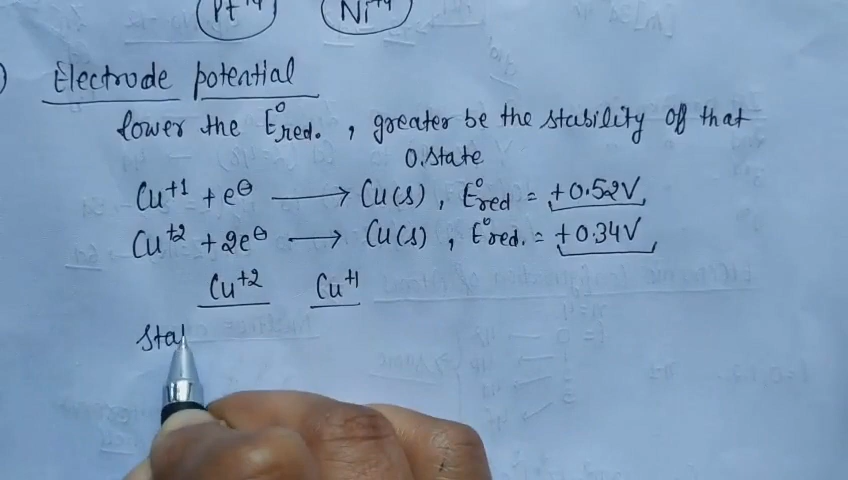 Pt+4 Ni+4
) Electrode potential
lower the E°red. , greater be the stability of that
O.state
Cu+1 + e⊖ ⟶ Cu(s) , E°red = +0.52V
Cu+2 + 2e⊖ ⟶ Cu(s) , E°red. = +0.34V
Cu+2 Cu+1
Sta